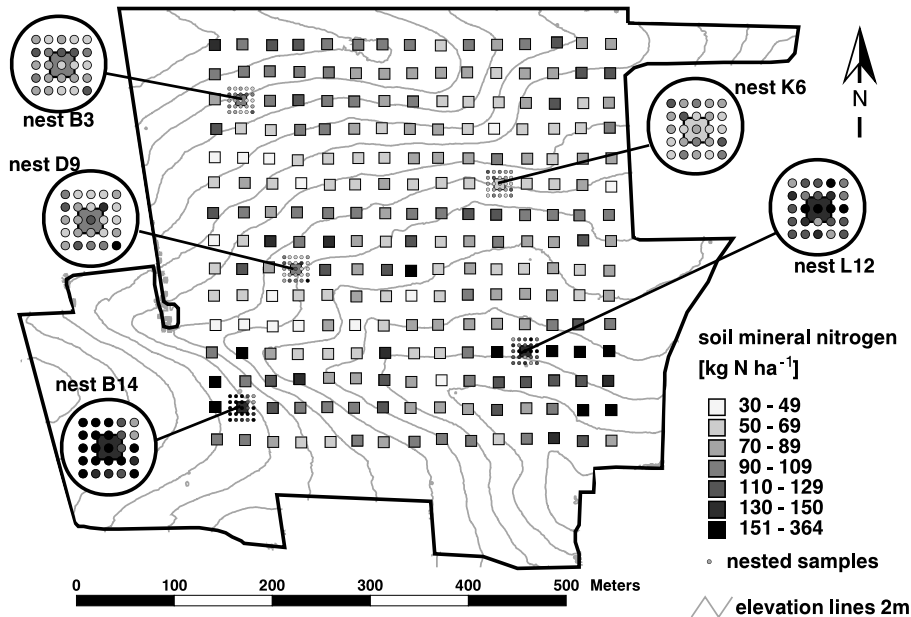 nest B3
nest K6
N
nest D9
nest L12
nest B14
soil mineral nitrogen
[kg N ha⁻¹]
30 - 49
50 - 69
70 - 89
90 - 109
110 - 129
130 - 150
151 - 364
nested samples
0 100 200 300 400 500 Meters
elevation lines 2m